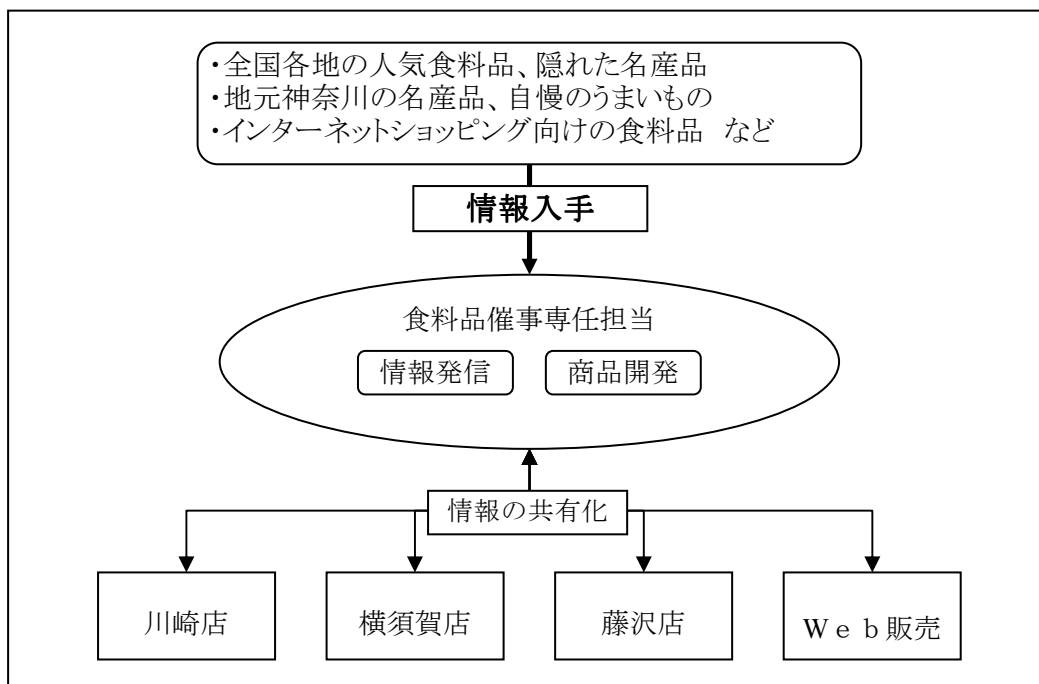 ・全国各地の人気食料品、隠れた名産品
・地元神奈川の名産品、自慢のうまいもの
・インターネットショッピング向けの食料品　など
情報入手
食料品催事専任担当
情報発信
商品開発
情報の共有化
川崎店
横須賀店
藤沢店
Ｗｅｂ販売